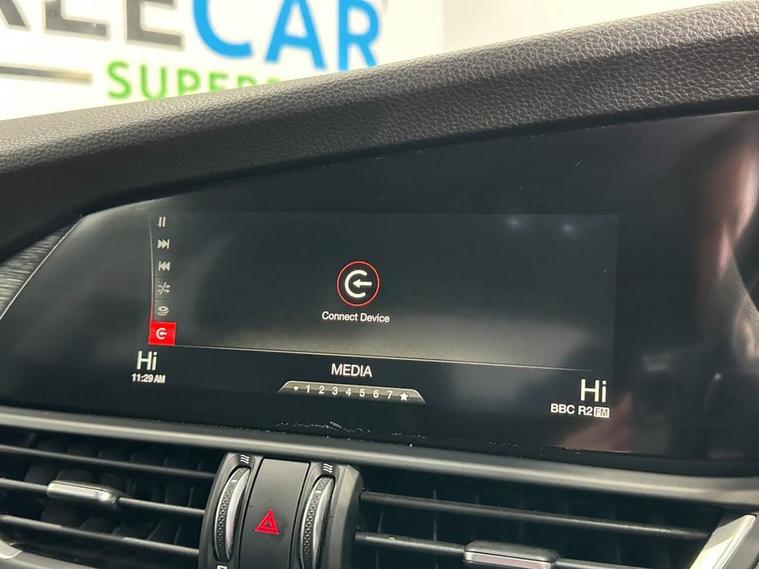 CAR
SUPERS
Connect Device
Hi
11:29 AM
MEDIA
1 2 3 4 5 6 7
Hi
BBC R2 FM